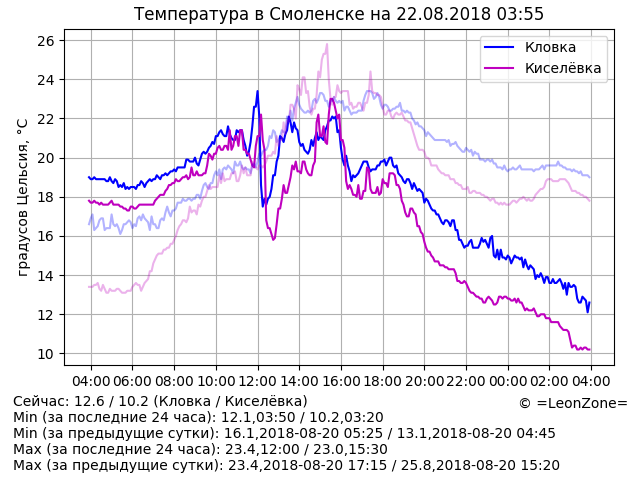 Температура в Смоленске на 22.08.2018 03:55
градусов Цельсия, °C
26
24
22
20
18
16
14
12
10
Кловка
Киселёвка
04:00 06:00 08:00 10:00 12:00 14:00 16:00 18:00 20:00 22:00 00:00 02:00 04:00
Сейчас: 12.6 / 10.2 (Кловка / Киселёвка)
© =LeonZone=
Min (за последние 24 часа): 12.1,03:50 / 10.2,03:20
Min (за предыдущие сутки): 16.1,2018-08-20 05:25 / 13.1,2018-08-20 04:45
Max (за последние 24 часа): 23.4,12:00 / 23.0,15:30
Max (за предыдущие сутки): 23.4,2018-08-20 17:15 / 25.8,2018-08-20 15:20